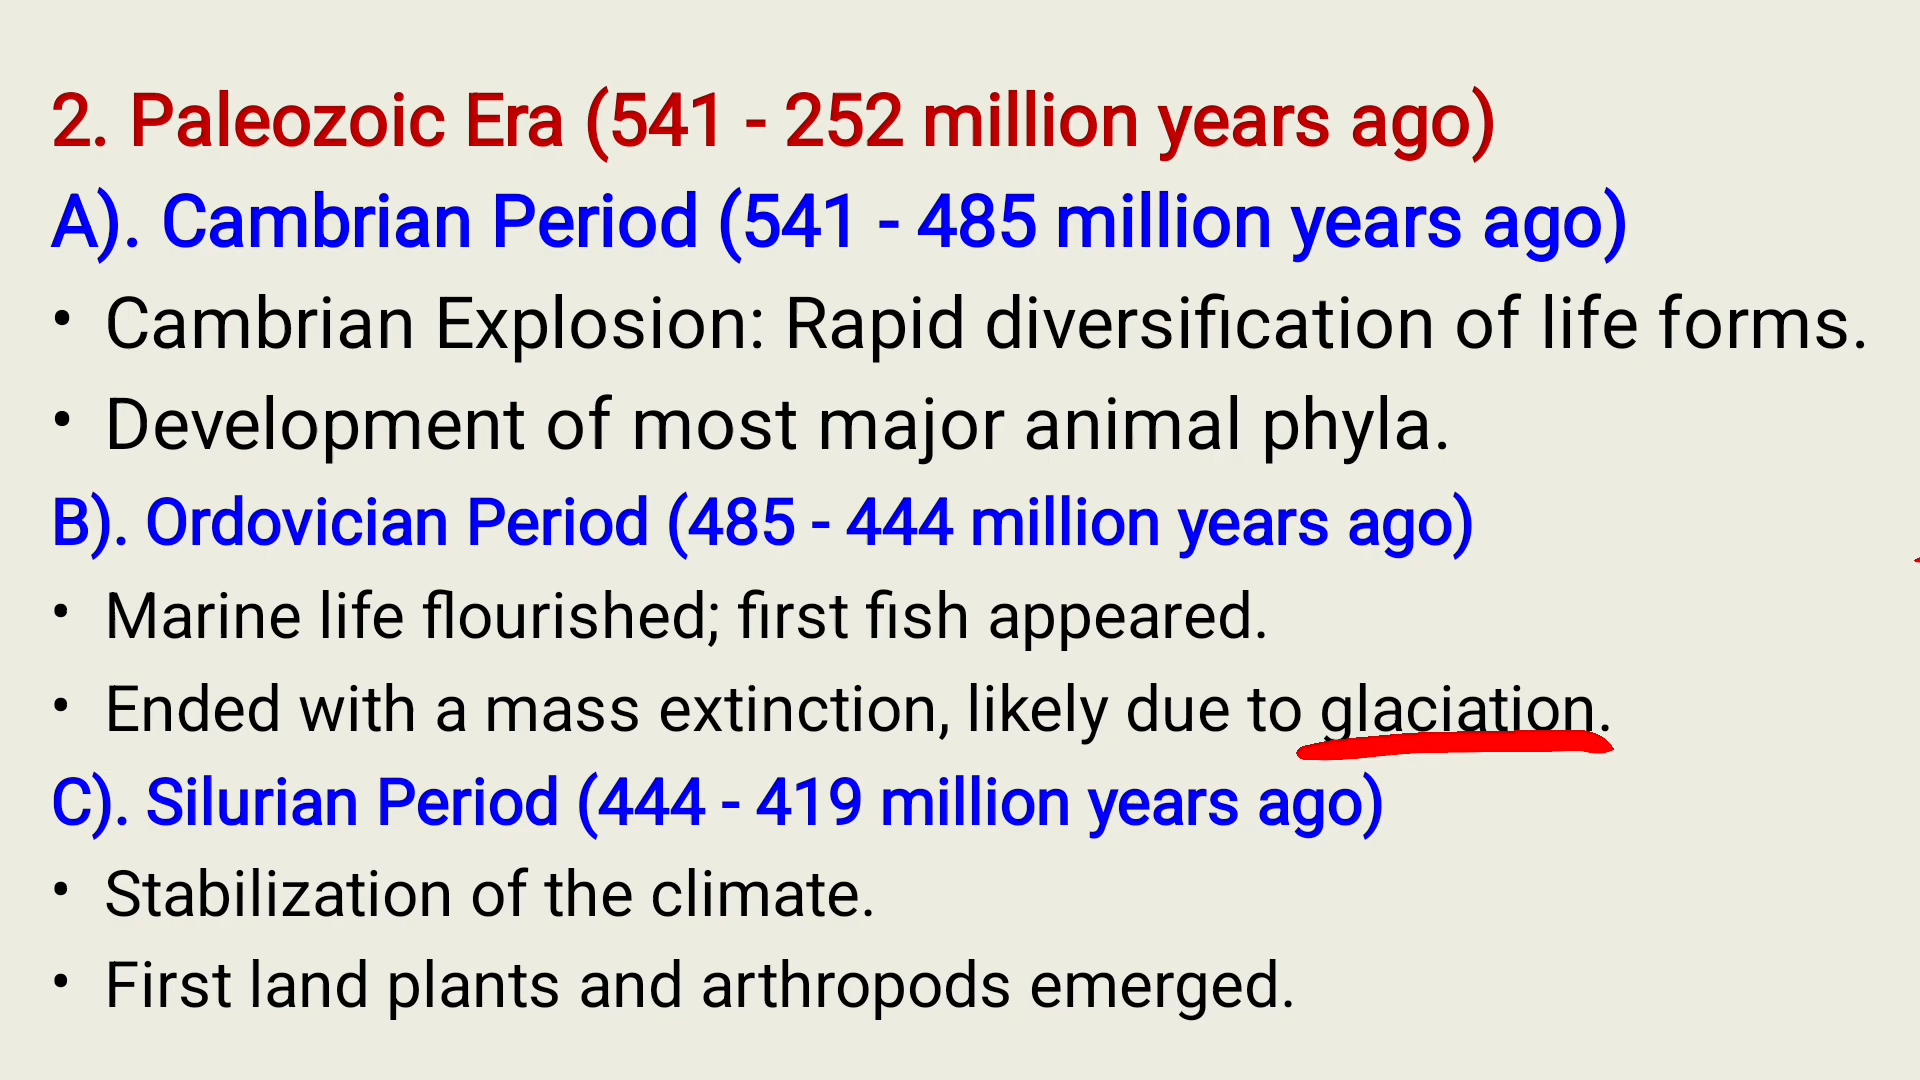 2. Paleozoic Era (541 - 252 million years ago)
A). Cambrian Period (541 - 485 million years ago)
• Cambrian Explosion: Rapid diversification of life forms.
• Development of most major animal phyla.
B). Ordovician Period (485 - 444 million years ago)
• Marine life flourished; first fish appeared.
• Ended with a mass extinction, likely due to glaciation.
C). Silurian Period (444 - 419 million years ago)
• Stabilization of the climate.
• First land plants and arthropods emerged.